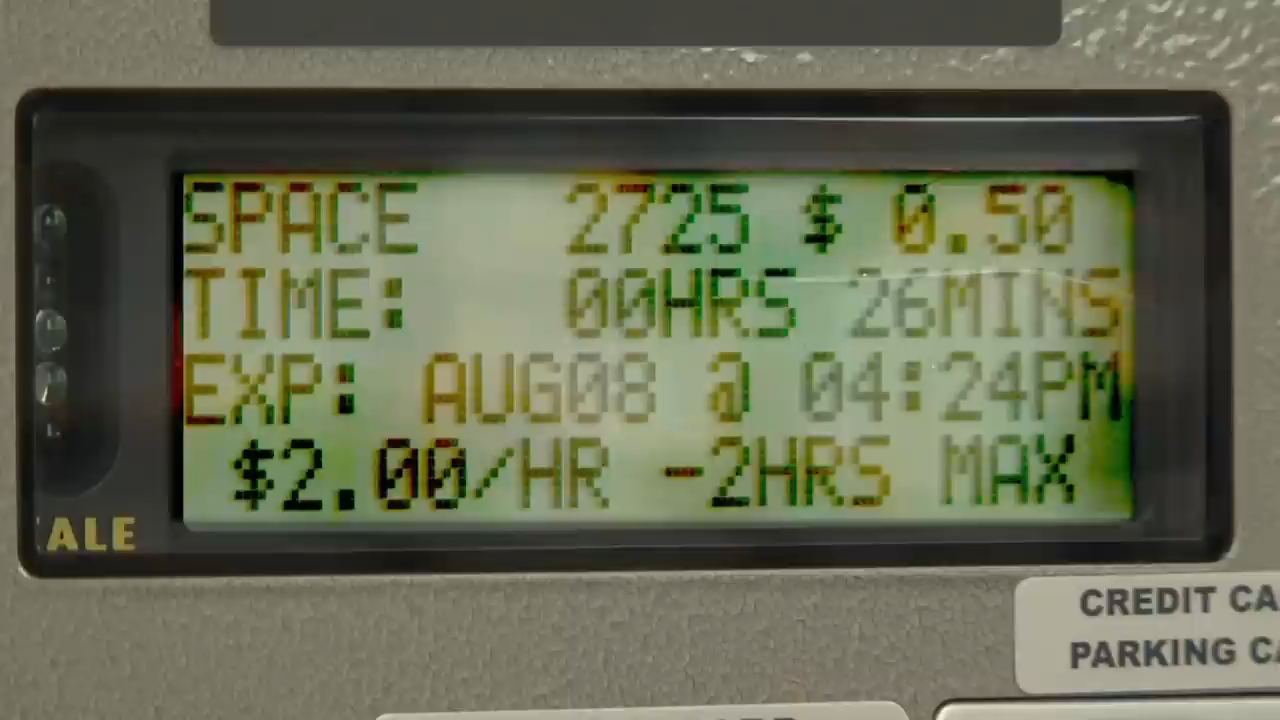 SPACE 2725 $ 0.50
TIME: 00HRS 26MINS
EXP: AUG08 @ 04:24PM
$2.00/HR -2HRS MAX
ALE
CREDIT CA
PARKING CA